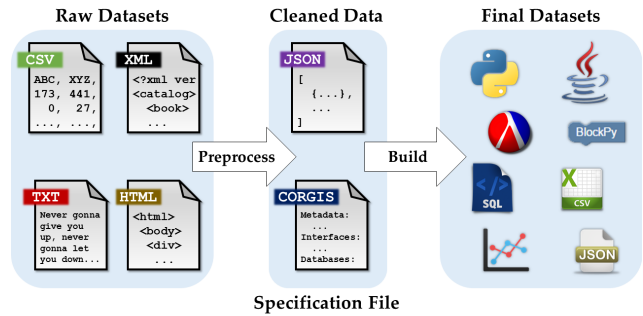 Raw Datasets
Cleaned Data
Final Datasets
CSV
ABC, XYZ,
173, 441,
0, 27,
..., ...,
XML
<?xml ver
<catalog>
<book>
...
TXT
Never gonna
give you
up, never
gonna let
you down...
HTML
<html>
<body>
<div>
...
Preprocess
JSON
[
{...},
...
]
CORGIS
Metadata:
...
Interfaces:
...
Databases:
Specification File
Build
BlockPy
</>
SQL
X
CSV
JSON